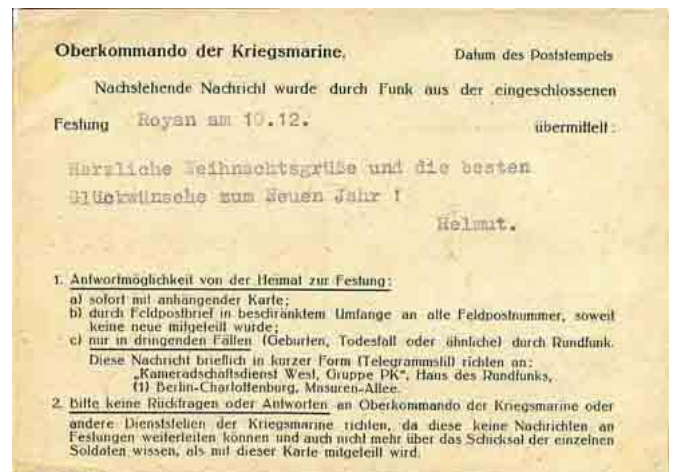 Oberkommando der Kriegsmarine. Datum des Poststempels
Nachstehende Nachricht wurde durch Funk aus der eingeschlossenen
Festung Royan am 10.12. übermittelt:
Herzliche Weihnachtsgrüße und die besten
Glückwünsche zum Neuen Jahr !
Helmut.
1. Antwortmöglichkeit von der Heimat zur Festung:
a) sofort mit anhängender Karte;
b) durch Feldpostbrief in beschränktem Umfange an alte Feldpostnummer, soweit
keine neue mitgeteilt wurde;
c) nur in dringenden Fällen (Geburten, Todesfall oder ähnliche) durch Rundfunk.
Diese Nachricht brieflich in kurzer Form (Telegrammstil) richten an:
„Kameradschaftsdienst West, Gruppe PK“, Haus des Rundfunks,
(1) Berlin-Charlottenburg, Masuren-Allee.
2. bitte keine Rückfragen oder Antworten an Oberkommando der Kriegsmarine oder
andere Dienststellen der Kriegsmarine richten, da diese keine Nachrichten an
Festungen weiterleiten können und auch nicht mehr über das Schicksal der einzelnen
Soldaten wissen, als mit dieser Karte mitgeteilt wird.